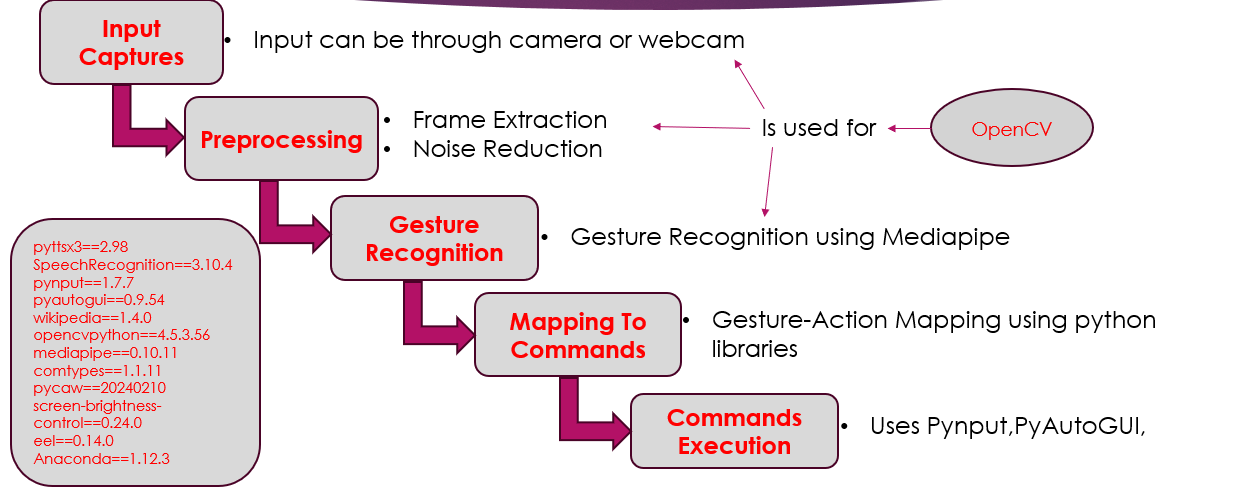 Input
Captures
• Input can be through camera or webcam
Preprocessing
• Frame Extraction
• Noise Reduction
Is used for
OpenCV
Gesture
Recognition
• Gesture Recognition using Mediapipe
pyttsx3==2.98
SpeechRecognition==3.10.4
pynput==1.7.7
pyautogui==0.9.54
wikipedia==1.4.0
opencvpython==4.5.3.56
mediapipe==0.10.11
comtypes==1.1.11
pycaw==20240210
screen-brightness-
control==0.24.0
eel==0.14.0
Anaconda==1.12.3
Mapping To
Commands
• Gesture-Action Mapping using python
libraries
Commands
Execution
• Uses Pynput,PyAutoGUI,